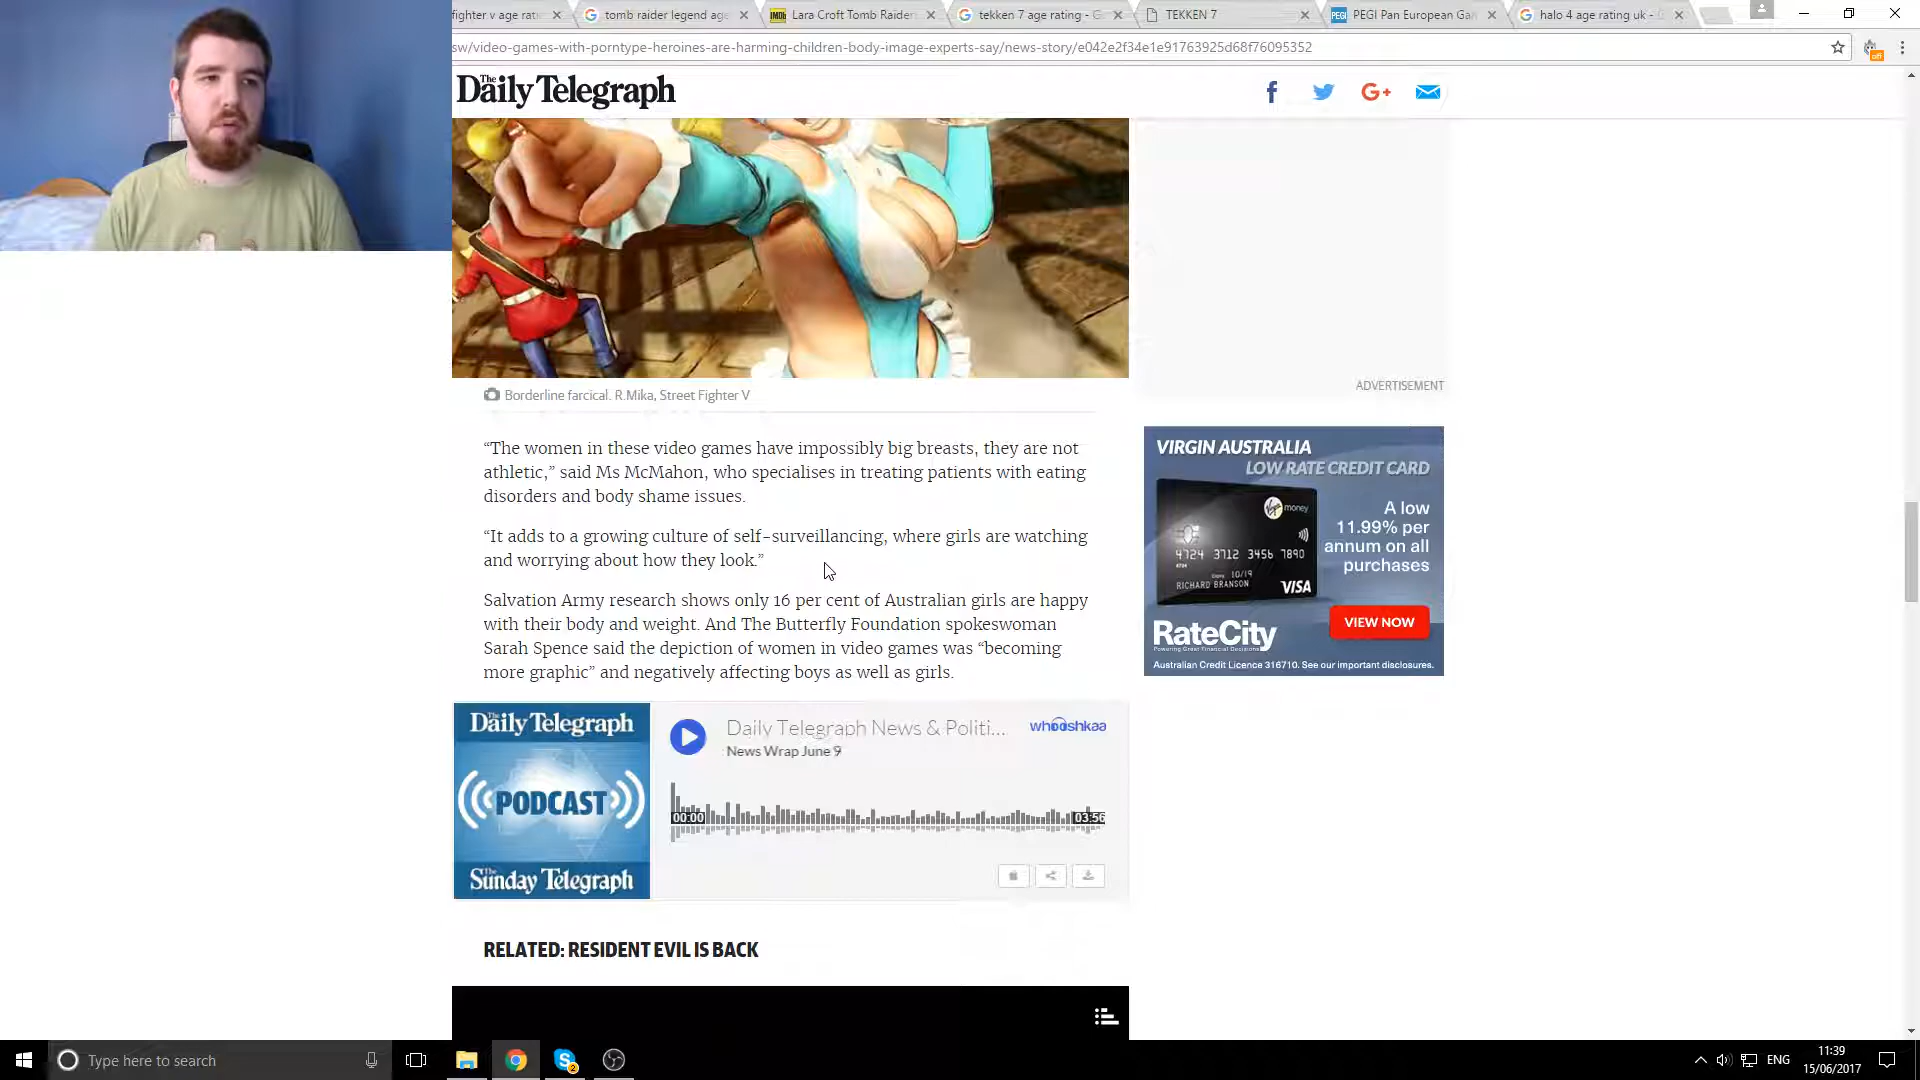 fighter v age rati
tomb raider legend age
Lara Croft Tomb Raider
tekken 7 age rating - G
TEKKEN 7
PEGI Pan European Ga
halo 4 age rating uk -
sw/video-games-with-porntype-heroines-are-harming-children-body-image-experts-say/news-story/e042e2f34e1e91763925d68f76095352
The Daily Telegraph
Borderline farcical. R.Mika, Street Fighter V
“The women in these video games have impossibly big breasts, they are not
athletic,” said Ms McMahon, who specialises in treating patients with eating
disorders and body shame issues.
“It adds to a growing culture of self-surveillancing, where girls are watching
and worrying about how they look.”
Salvation Army research shows only 16 per cent of Australian girls are happy
with their body and weight. And The Butterfly Foundation spokeswoman
Sarah Spence said the depiction of women in video games was “becoming
more graphic” and negatively affecting boys as well as girls.
The Daily Telegraph
PODCAST
The Sunday Telegraph
Daily Telegraph News & Politi...
whooshkaa
News Wrap June 9
00:00
03:56
RELATED: RESIDENT EVIL IS BACK
ADVERTISEMENT
VIRGIN AUSTRALIA
LOW RATE CREDIT CARD
Virgin money
4724 3712 3456 7890
10/19
RICHARD BRANSON
VISA
A low
11.99% per
annum on all
purchases
RateCity
VIEW NOW
Australian Credit Licence 316710. See our important disclosures.
Type here to search
ENG
11:39
15/06/2017